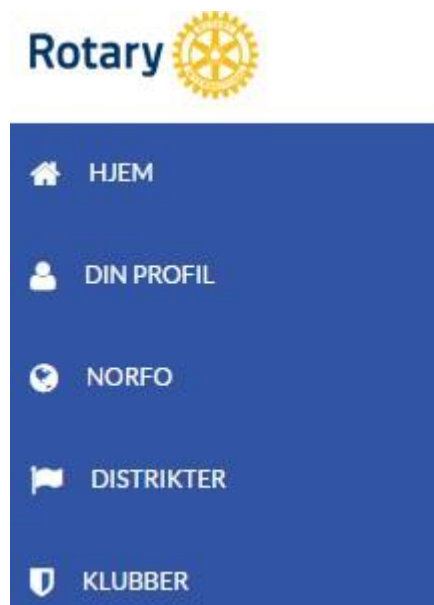 Rotary
HJEM
DIN PROFIL
NORFO
DISTRIKTER
KLUBBER